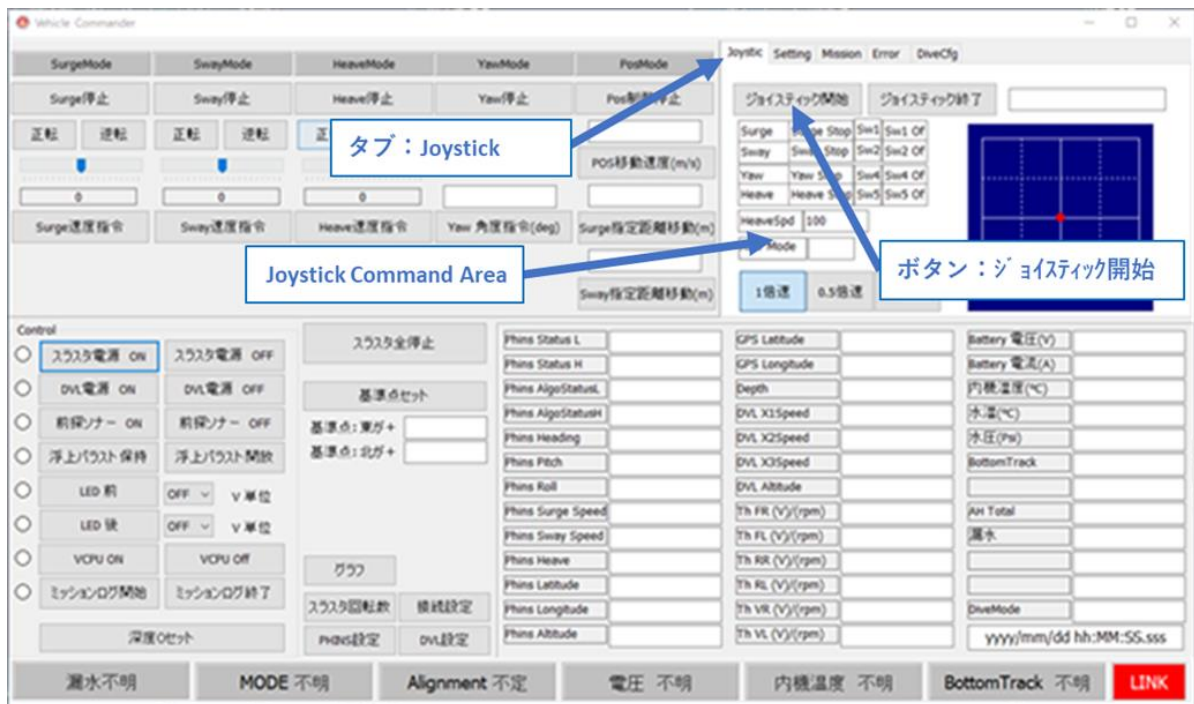 Vehicle Commander
SurgeMode SwayMode HeaveMode YawMode PosMode
Joystic Setting Mission Error DiveCfg
Surge停止 Sway停止 Heave停止 Yaw停止
ジョイスティック開始 ジョイスティック終了
正転 逆転 正転 逆転
タブ：Joystick
POS移動速度(m/s)
Surge Stop Sw1 Sw1 Of
Sway Stop Sw2 Sw2 Of
Yaw Stop Sw4 Sw4 Of
Heave Stop Sw5 Sw5 Of
0 0 0
HeaveSpd 100
Surge速度指令 Sway速度指令 Heave速度指令 Yaw 角度指令(deg) Surge指定距離移動(m)
Mode
Joystick Command Area
ボタン：ｼﾞｮｲｽﾃｨｯｸ開始
Sway指定距離移動(m)
1倍速 0.5倍速
Control
スラスタ電源 ON スラスタ電源 OFF
DVL電源 ON DVL電源 OFF
前探ソナー ON 前探ソナー OFF
浮上バラスト保持 浮上バラスト開放
LED 前 OFF V 単位
LED 後 OFF V 単位
VCPU ON VCPU Off
ミッションログ開始 ミッションログ終了
深度0セット
スラスタ全停止
基準点セット
基準点：東が+
基準点：北が+
グラフ
スラスタ回転数 接続設定
PHINS設定 DVL設定
Phins Status L
Phins Status H
Phins AlgoStatusL
Phins AlgoStatusH
Phins Heading
Phins Pitch
Phins Roll
Phins Surge Speed
Phins Sway Speed
Phins Heave
Phins Latitude
Phins Longitude
Phins Altitude
GPS Latitude
GPS Longitude
Depth
DVL X1Speed
DVL X2Speed
DVL X3Speed
DVL Altitude
Th FR (V)/(rpm)
Th FL (V)/(rpm)
Th RR (V)/(rpm)
Th RL (V)/(rpm)
Th VR (V)/(rpm)
Th VL (V)/(rpm)
Battery 電圧(V)
Battery 電流(A)
内機温度(℃)
水温(℃)
水圧(Psi)
BottomTrack
AH Total
漏水
DiveMode
yyyy/mm/dd hh:MM:SS.sss
漏水不明 MODE 不明 Alignment 不定 電圧 不明 内機温度 不明 BottomTrack 不明 LINK